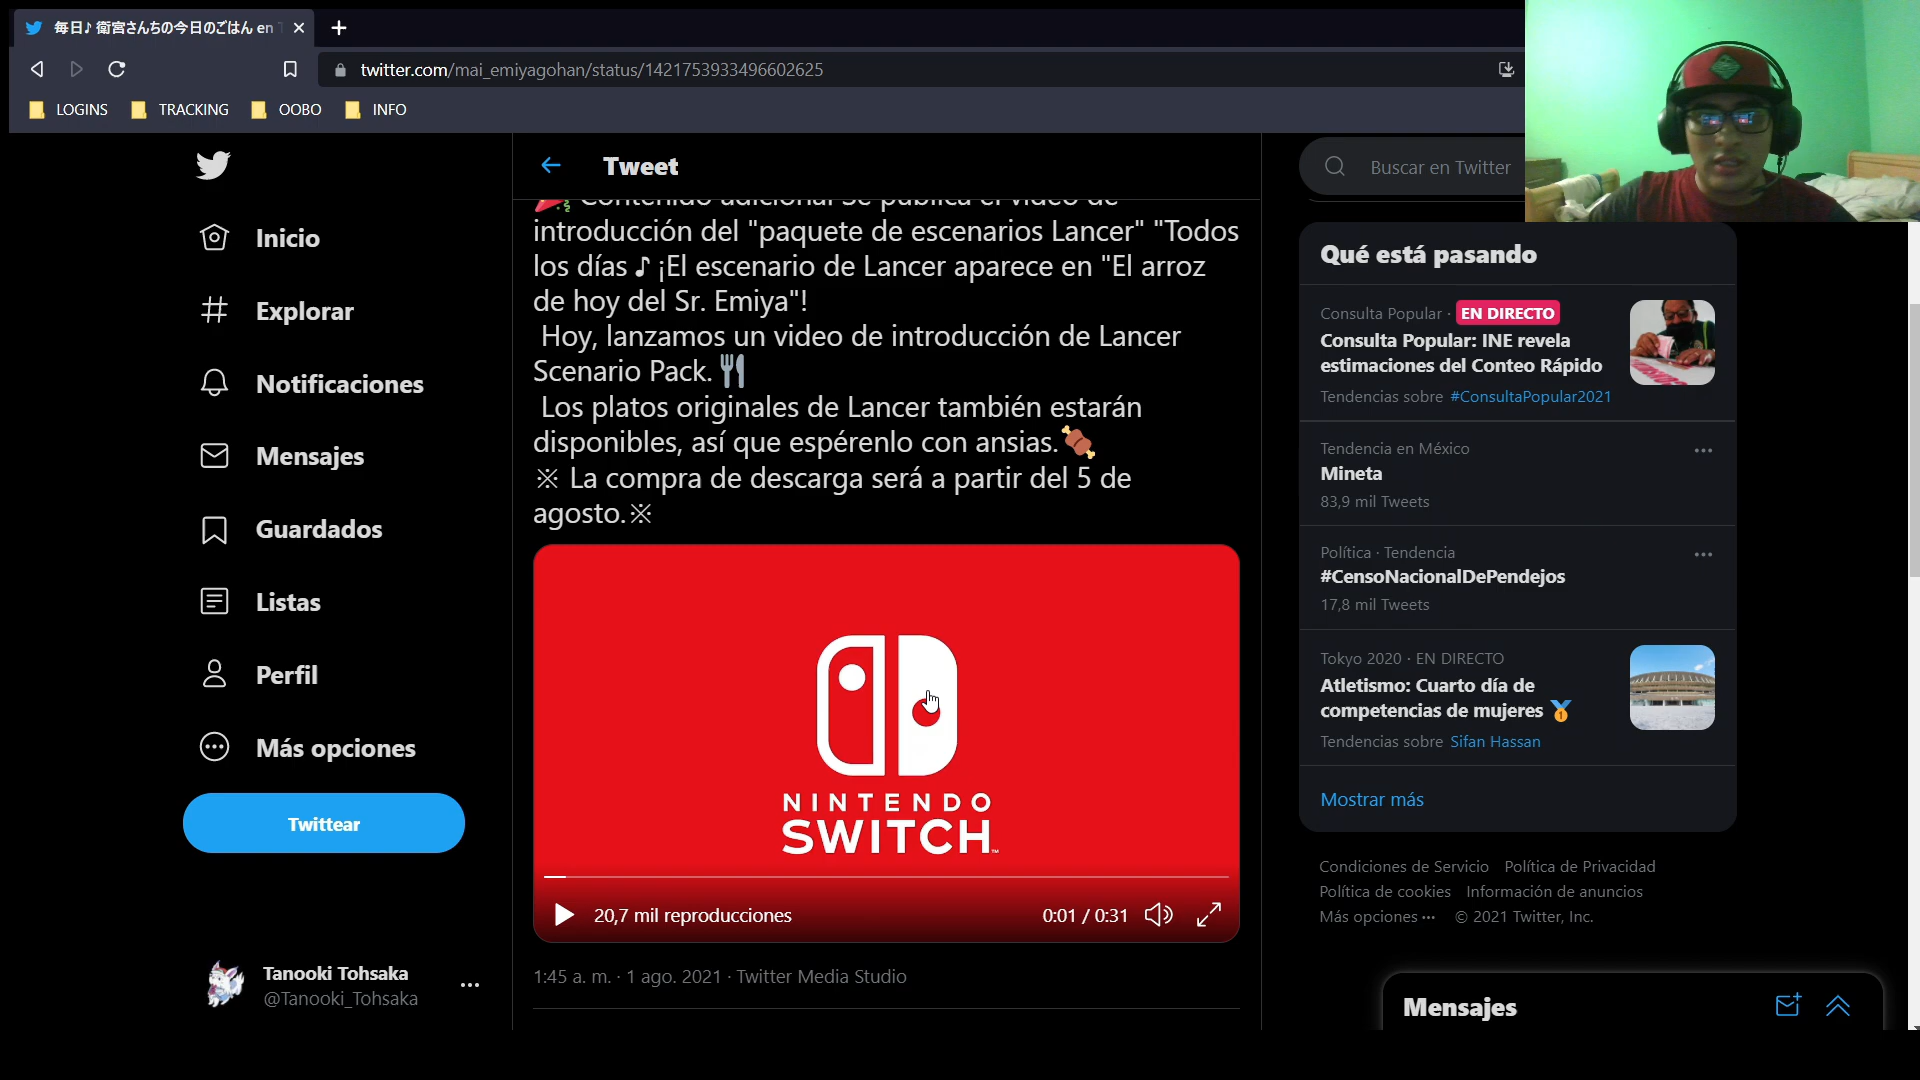 毎日♪ 衛宮さんちの今日のごはん en
twitter.com/mai_emiyagohan/status/1421753933496602625
LOGINS
TRACKING
OOBO
INFO
Inicio
Explorar
Notificaciones
Mensajes
Guardados
Listas
Perfil
Más opciones
Twittear
Tanooki Tohsaka
@Tanooki_Tohsaka
Tweet
Contenido adicional Se publica el video de
introducción del "paquete de escenarios Lancer" "Todos
los días ♪ ¡El escenario de Lancer aparece en "El arroz
de hoy del Sr. Emiya"!
Hoy, lanzamos un video de introducción de Lancer
Scenario Pack.🍴
Los platos originales de Lancer también estarán
disponibles, así que espérenlo con ansias.🍖
※ La compra de descarga será a partir del 5 de
agosto.※
NINTENDO
SWITCH™
20,7 mil reproducciones
0:01 / 0:31
1:45 a. m. · 1 ago. 2021 · Twitter Media Studio
Buscar en Twitter
Qué está pasando
Consulta Popular · EN DIRECTO
Consulta Popular: INE revela
estimaciones del Conteo Rápido
Tendencias sobre #ConsultaPopular2021
Tendencia en México
Mineta
83,9 mil Tweets
Política · Tendencia
#CensoNacionalDePendejos
17,8 mil Tweets
Tokyo 2020 · EN DIRECTO
Atletismo: Cuarto día de
competencias de mujeres 🥇
Tendencias sobre Sifan Hassan
Mostrar más
Condiciones de Servicio Política de Privacidad
Política de cookies Información de anuncios
Más opciones ··· © 2021 Twitter, Inc.
Mensajes